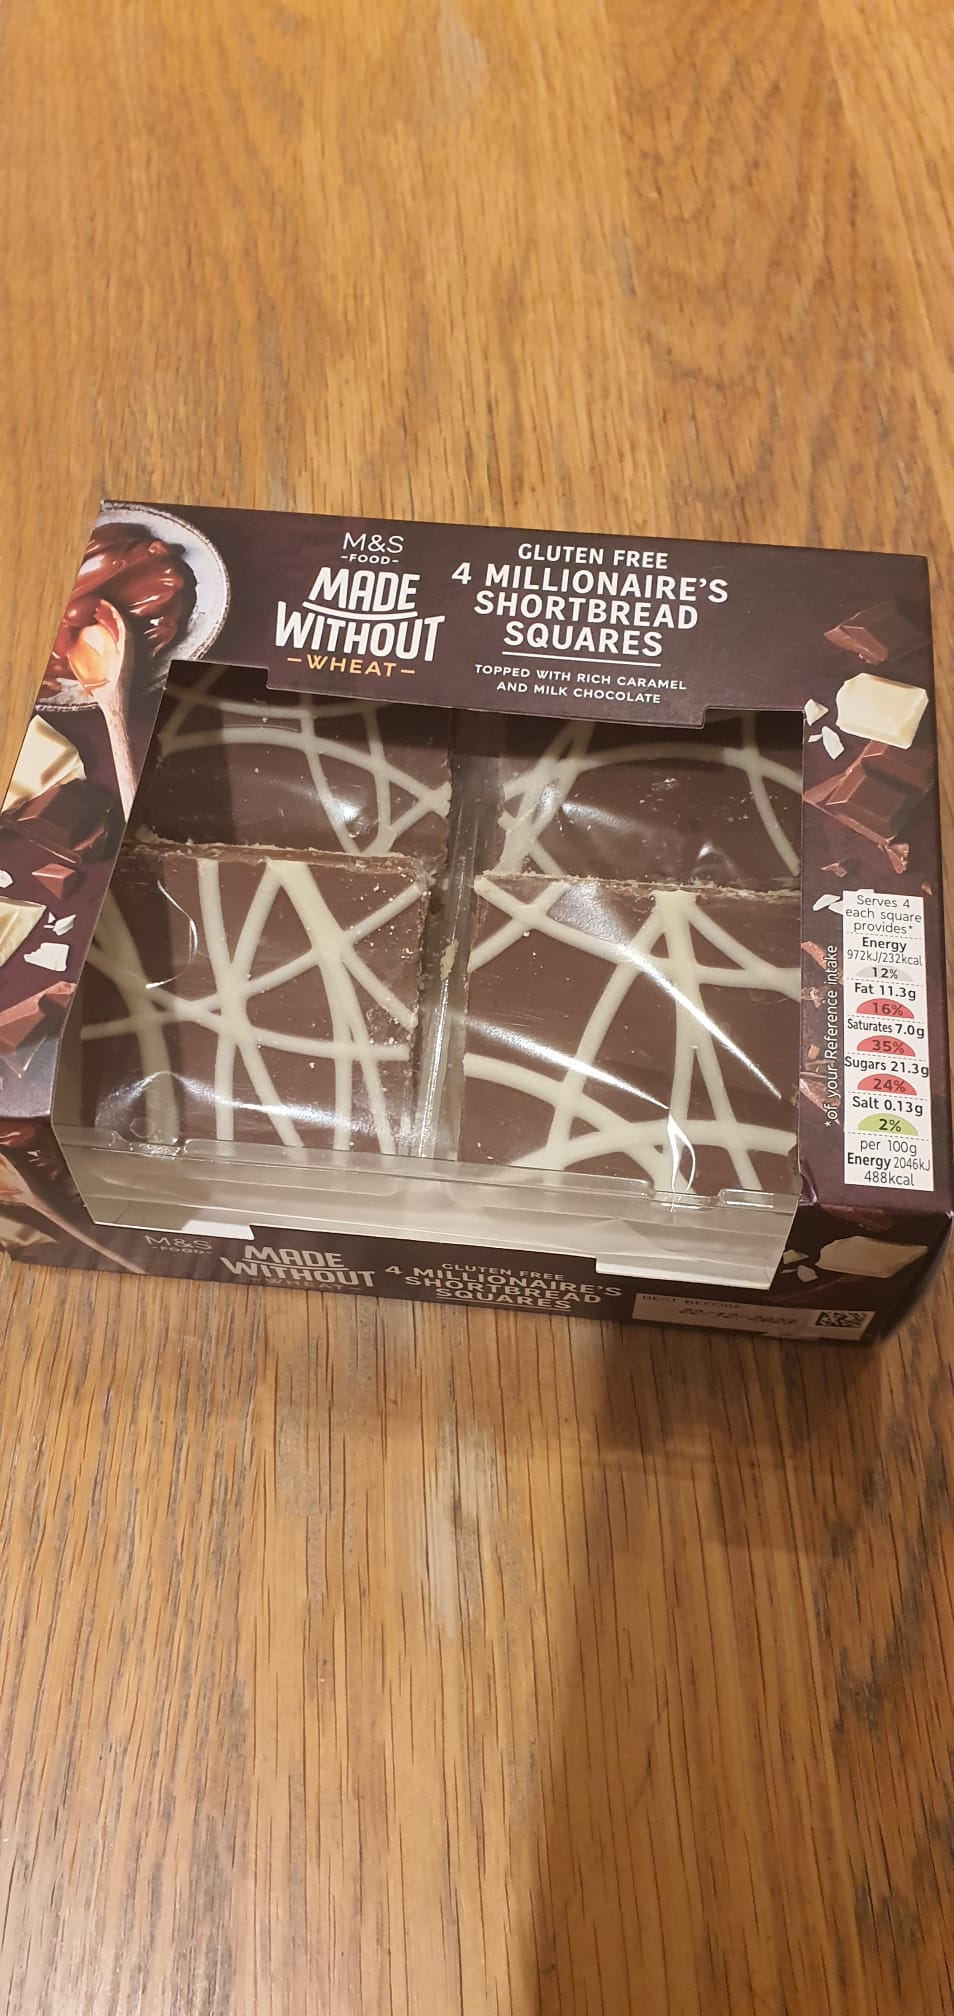 M&S
-FOOD-
MADE
WITHOUT
-WHEAT-
GLUTEN FREE
4 MILLIONAIRE'S
SHORTBREAD
SQUARES
TOPPED WITH RICH CARAMEL
AND MILK CHOCOLATE
Serves 4
each square
provides*
Energy
972kJ/232kcal
12%
Fat 11.3g
16%
Saturates 7.0g
35%
Sugars 21.3g
24%
Salt 0.13g
2%
per 100g
Energy 2046kJ
488kcal
*of your Reference intake
M&S
-FOOD-
MADE
WITHOUT
-WHEAT-
GLUTEN FREE
4 MILLIONAIRE'S
SHORTBREAD
SQUARES
BEST BEFORE